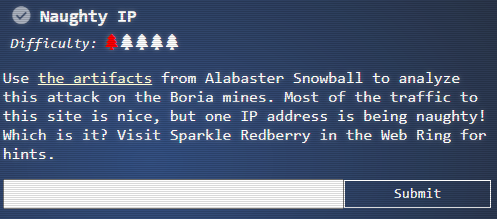 Naughty IP
Difficulty:
Use the artifacts from Alabaster Snowball to analyze
this attack on the Boria mines. Most of the traffic to
this site is nice, but one IP address is being naughty!
Which is it? Visit Sparkle Redberry in the Web Ring for
hints.
Submit